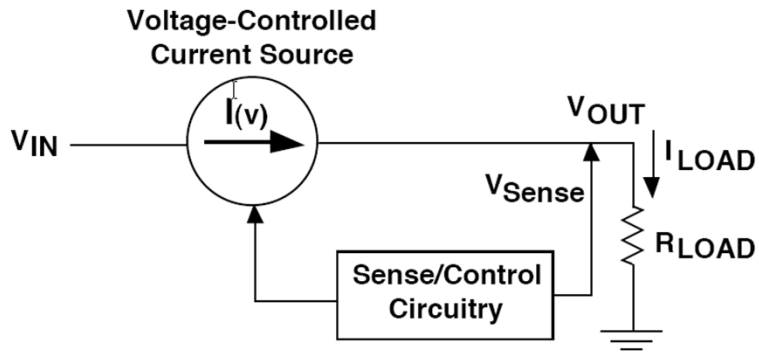 Voltage-Controlled
Current Source
I(v)
VIN
VOUT
ILOAD
VSense
RLOAD
Sense/Control
Circuitry